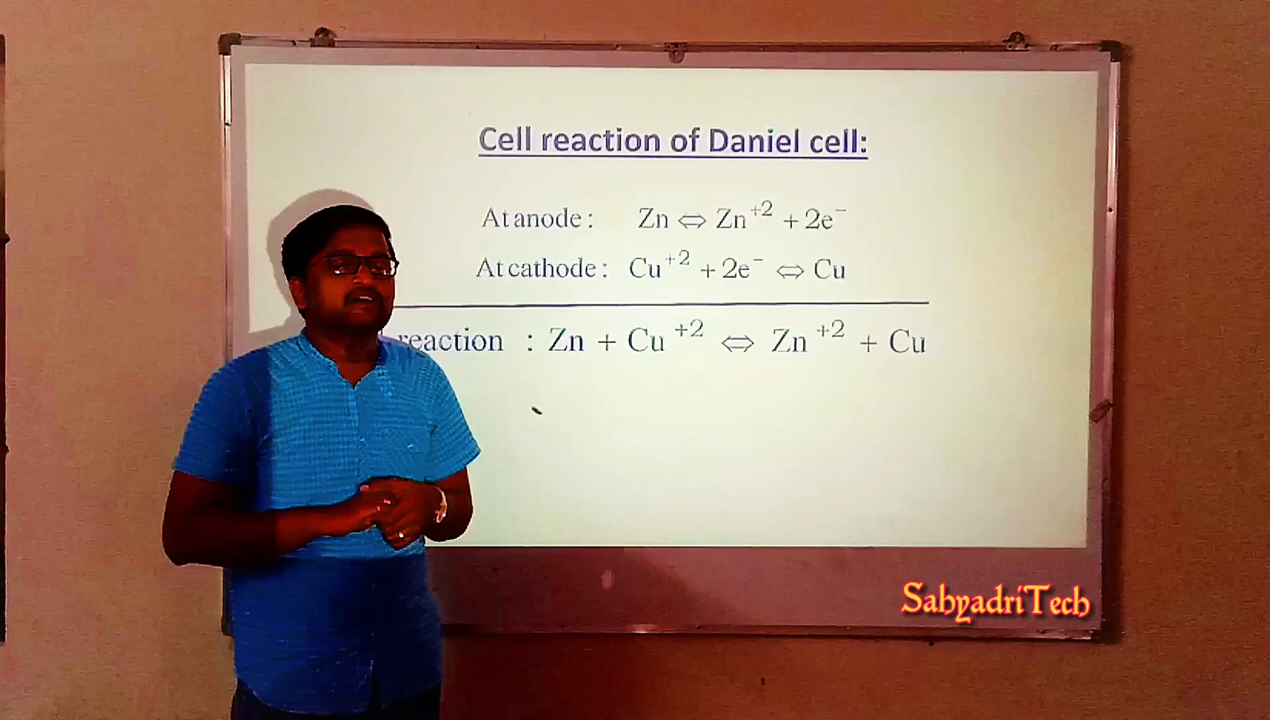 Cell reaction of Daniel cell:
At anode : Zn ⇔ Zn⁺² + 2e⁻
At cathode : Cu⁺² + 2e⁻ ⇔ Cu
reaction : Zn + Cu⁺² ⇔ Zn⁺² + Cu
SahyadriTech